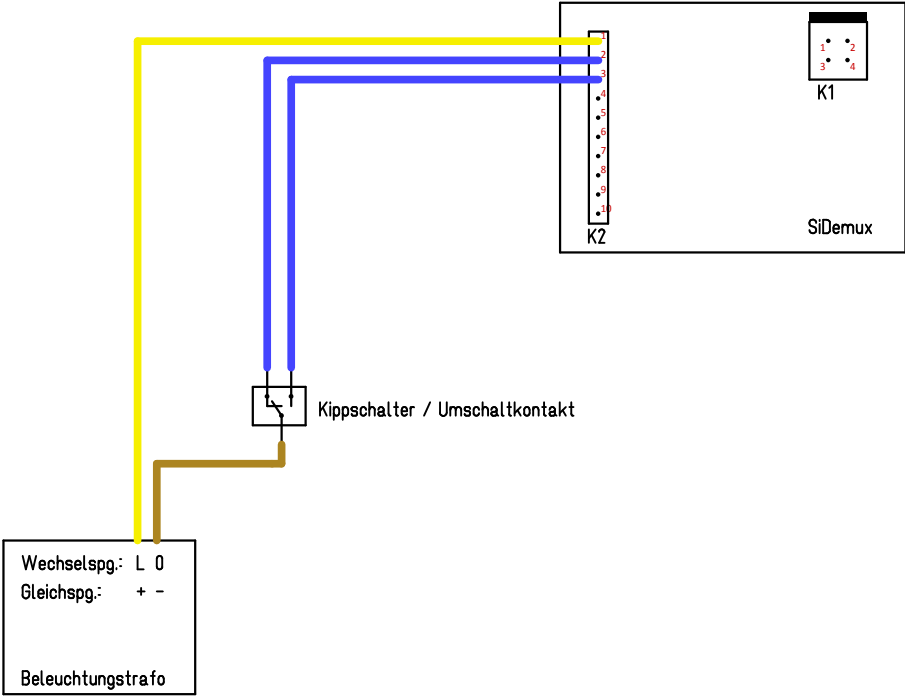 1
2
3
4
5
6
7
8
9
10
K2
1 2
3 4
K1
SiDemux
Kippschalter / Umschaltkontakt
Wechselspg.: L 0
Gleichspg.: + −
Beleuchtungstrafo